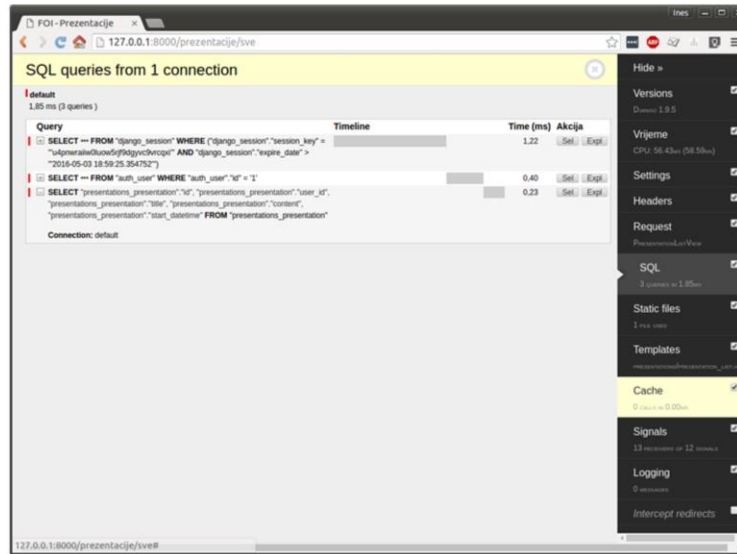 Ines
FOI - Prezentacije
127.0.0.1:8000/prezentacije/sve
SQL queries from 1 connection
default
1,85 ms (3 queries )
Query Timeline Time (ms) Akcija
SELECT ••• FROM "django_session" WHERE ("django_session"."session_key" =
AND "django_session"."expire_date" >
'"2016-05-03 18:59:25.354752"') 1,22 Sel Expl
SELECT ••• FROM "auth_user" WHERE "auth_user"."id" = '1' 0,40 Sel Expl
SELECT "presentations_presentation"."id", "presentations_presentation"."user_id", 0,23 Sel Expl
"presentations_presentation"."title", "presentations_presentation"."content",
"presentations_presentation"."start_datetime" FROM "presentations_presentation"
Connection: default
Hide »
Versions
Django 1.9.5
Vrijeme
CPU: 56.43ms (58.59ms)
Settings
Headers
Request
PresentationListView
SQL
3 queries in 1.85ms
Static files
1 file used
Templates
Cache
0 calls in 0.00ms
Signals
13 receivers of 12 signals
Logging
0 messages
Intercept redirects
127.0.0.1:8000/prezentacije/sve#